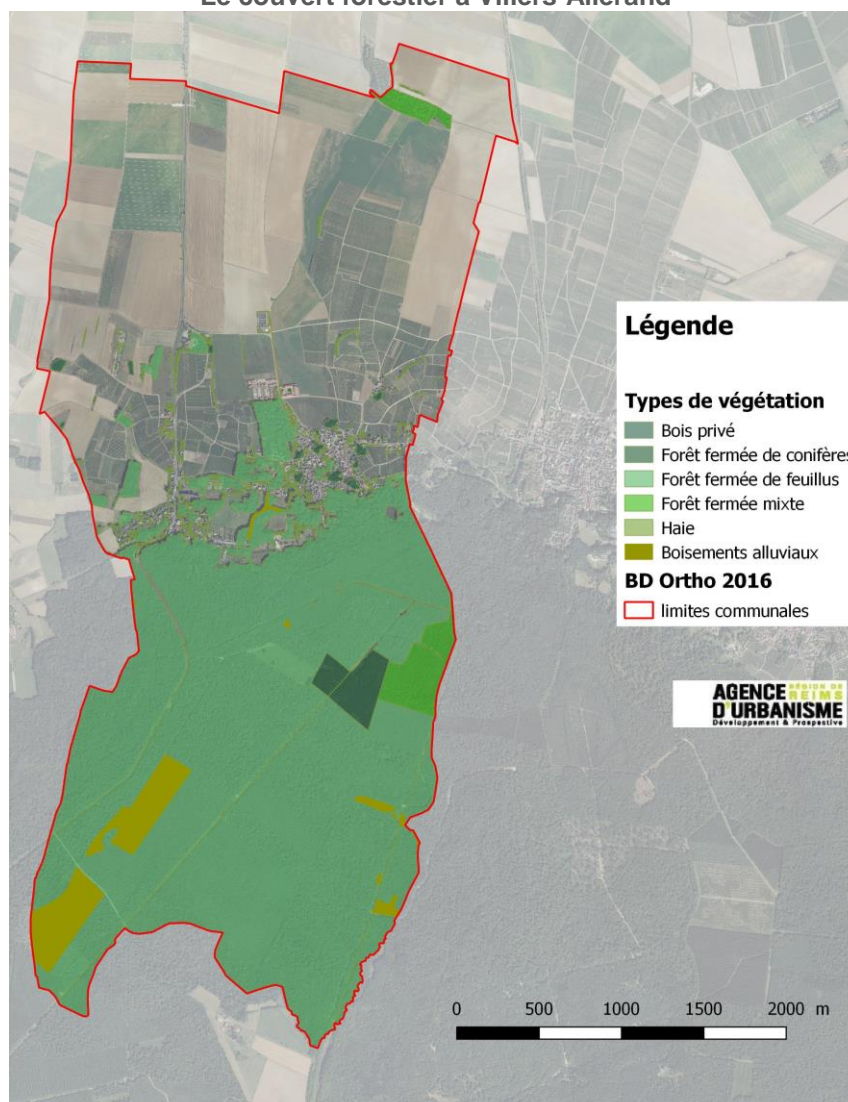 Le couvert forestier à Villers-Allerand
Légende
Types de végétation
Bois privé
Forêt fermée de conifères
Forêt fermée de feuillus
Forêt fermée mixte
Haie
Boisements alluviaux
BD Ortho 2016
limites communales
AGENCE RÉGION DE REIMS
D'URBANISME
Développement & Prospective
0 500 1000 1500 2000 m